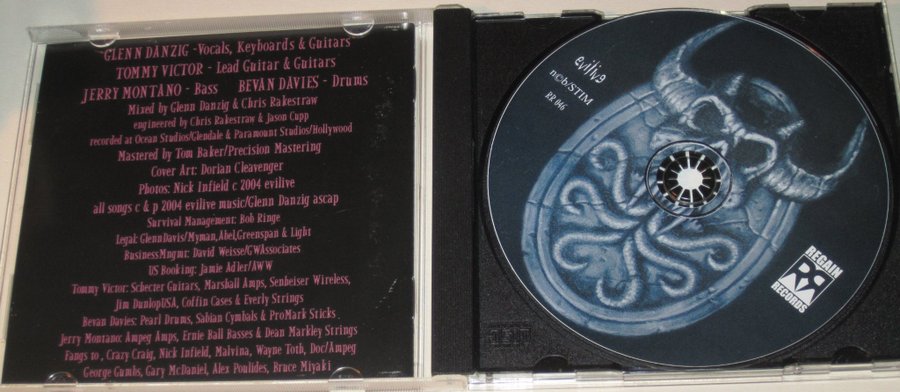 GLENN DANZIG - Vocals, Keyboards & Guitars
TOMMY VICTOR - Lead Guitar & Guitars
JERRY MONTANO - Bass BEVAN DAVIES - Drums
Mixed by Glenn Danzig & Chris Rakestraw
engineered by Chris Rakestraw & Jason Cupp
recorded at Ocean Studios/Glendale & Paramount Studios/Hollywood
Mastered by Tom Baker/Precision Mastering
Cover Art: Dorian Cleavenger
Photos: Nick Infield c 2004 evilive
all songs c & p 2004 evilive music/Glenn Danzig ascap
Survival Management: Bob Ringe
Legal: GlennDavis/Myman,Abel,Greenspan & Light
BusinessMngmr: David Weisse/GWAssociates
US Booking: Jamie Adler/AWW
Tommy Victor: Schecter Guitars, Marshall Amps, Senheiser Wireless,
Jim DunlopUSA, Coffin Cases & Everly Strings
Bevan Davies: Pearl Drums, Sabian Cymbals & ProMark Sticks
Jerry Montano: Ampeg Amps, Ernie Ball Basses & Dean Markley Strings
Fangs to , Crazy Craig, Nick Infield, Malvina, Wayne Toth, Doc/Ampeg
George Gumbs, Gary McDaniel, Alex Poulides, Bruce Miyaki
evilive
n©b/STIM
RR 046
REGAIN
RECORDS